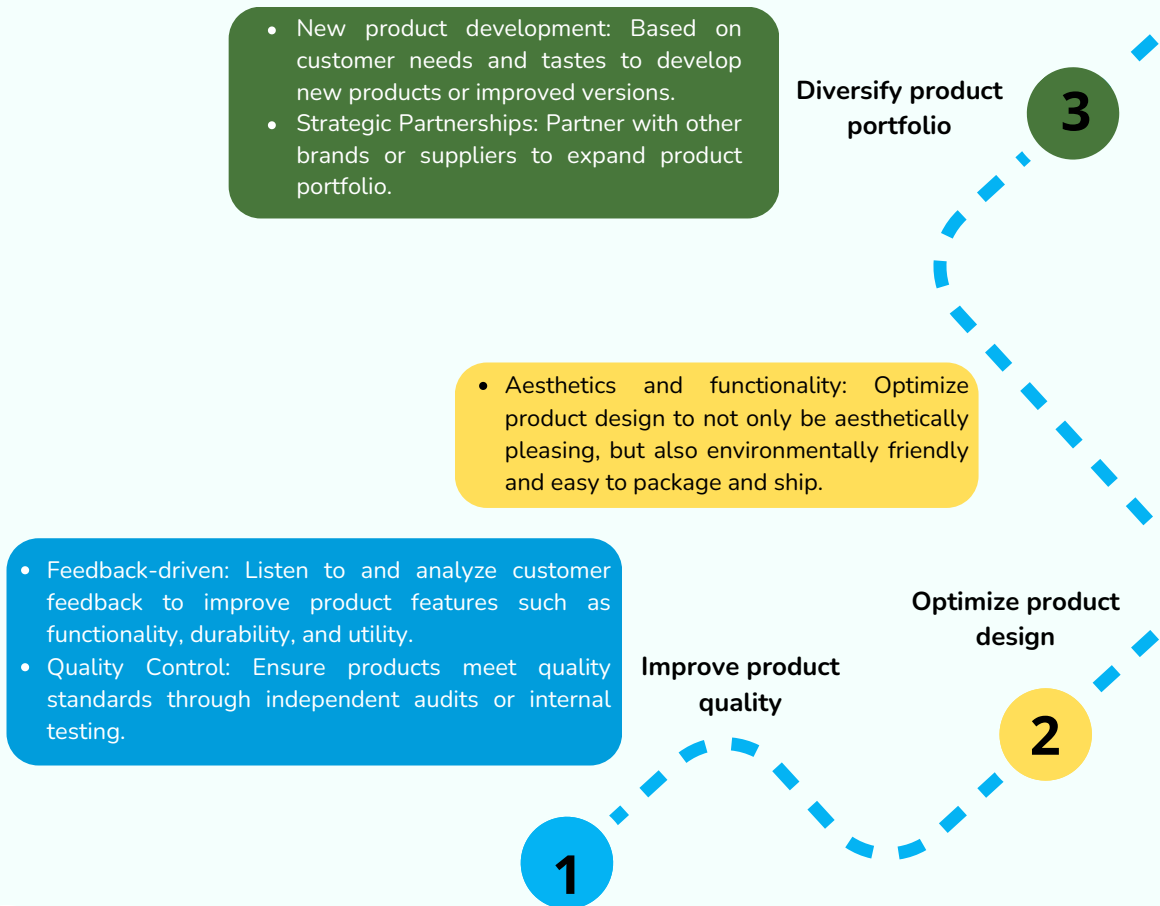 • New product development: Based on
customer needs and tastes to develop
new products or improved versions.
• Strategic Partnerships: Partner with other
brands or suppliers to expand product
portfolio.
Diversify product
portfolio
3
• Aesthetics and functionality: Optimize
product design to not only be aesthetically
pleasing, but also environmentally friendly
and easy to package and ship.
• Feedback-driven: Listen to and analyze customer
feedback to improve product features such as
functionality, durability, and utility.
• Quality Control: Ensure products meet quality
standards through independent audits or internal
testing.
Optimize product
design
Improve product
quality
2
1